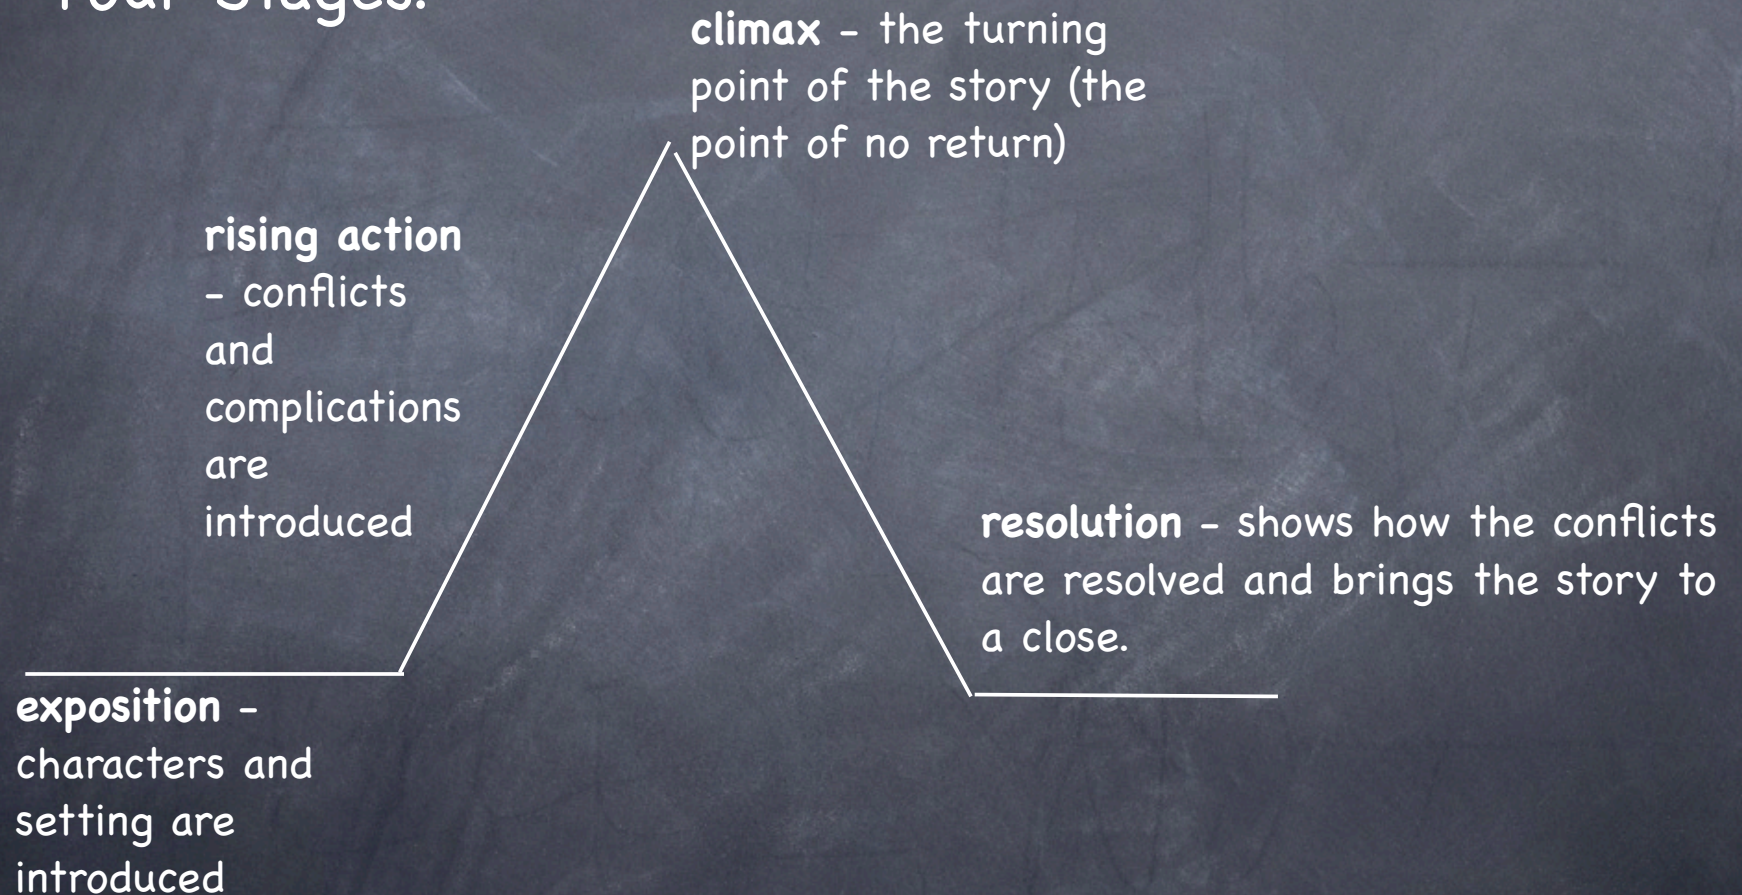 Four Stages:
climax - the turning
point of the story (the
point of no return)
rising action
- conflicts
and
complications
are
introduced
resolution - shows how the conflicts
are resolved and brings the story to
a close.
exposition -
characters and
setting are
introduced